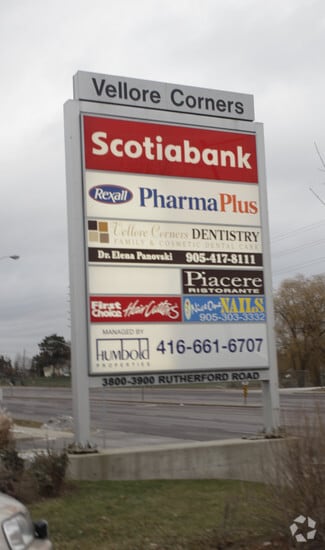 Vellore Corners
Scotiabank
Rexall PharmaPlus
Vellore Corners DENTISTRY
FAMILY & COSMETIC DENTAL CARE
Dr. Elena Panovski 905-417-8111
Piacere
RISTORANTE
First Choice HairCutters
NAILS
905-303-3332
MANAGED BY
HUMBOLD
PROPERTIES
416-661-6707
3800-3900 RUTHERFORD ROAD